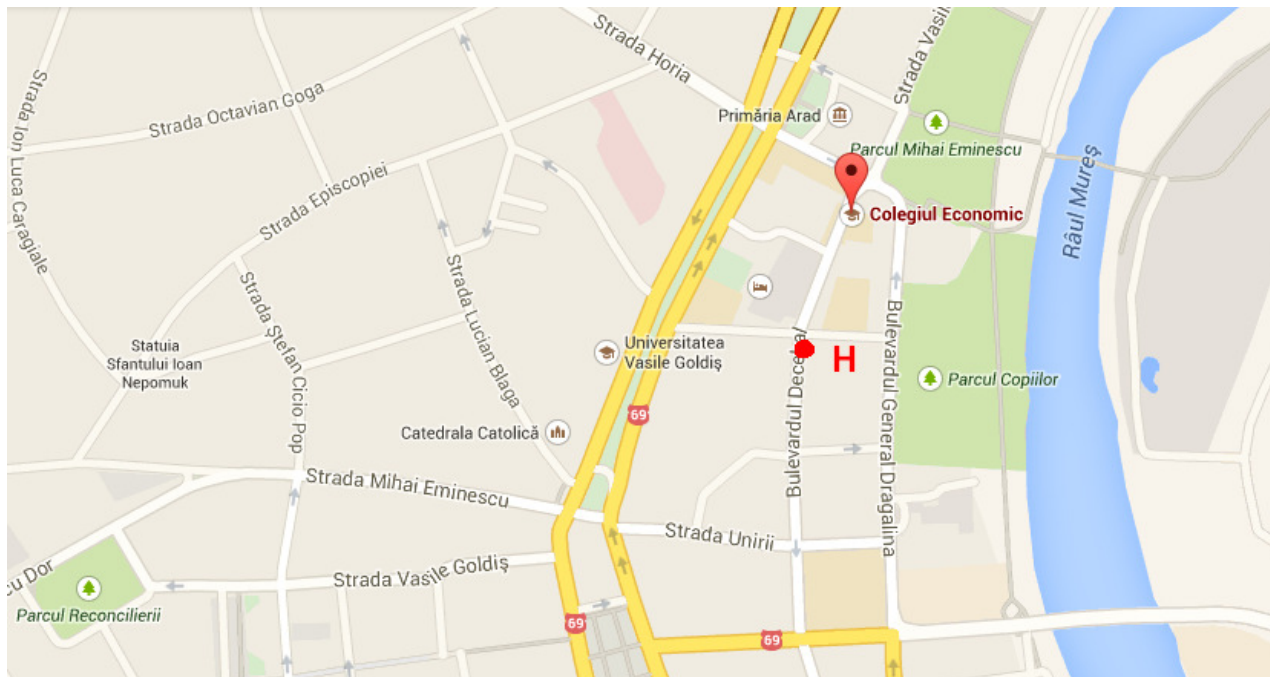 Strada Horia
Strada Vasil
Strada Octavian Goga
Strada Ion Luca Caragiale
Primăria Arad
Parcul Mihai Eminescu
Strada Episcopiei
Râul Mureș
Colegiul Economic
Strada Lucian Blaga
Strada Ștefan Cicio Pop
Statuia
Sfantului Ioan
Nepomuk
Universitatea
Vasile Goldiș
H
Bulevardul General Dragalina
Parcul Copiilor
Bulevardul Decebal
69
Catedrala Catolică
Strada Mihai Eminescu
Strada Unirii
cu Dor
Strada Vasile Goldiș
Parcul Reconcilierii
69
69